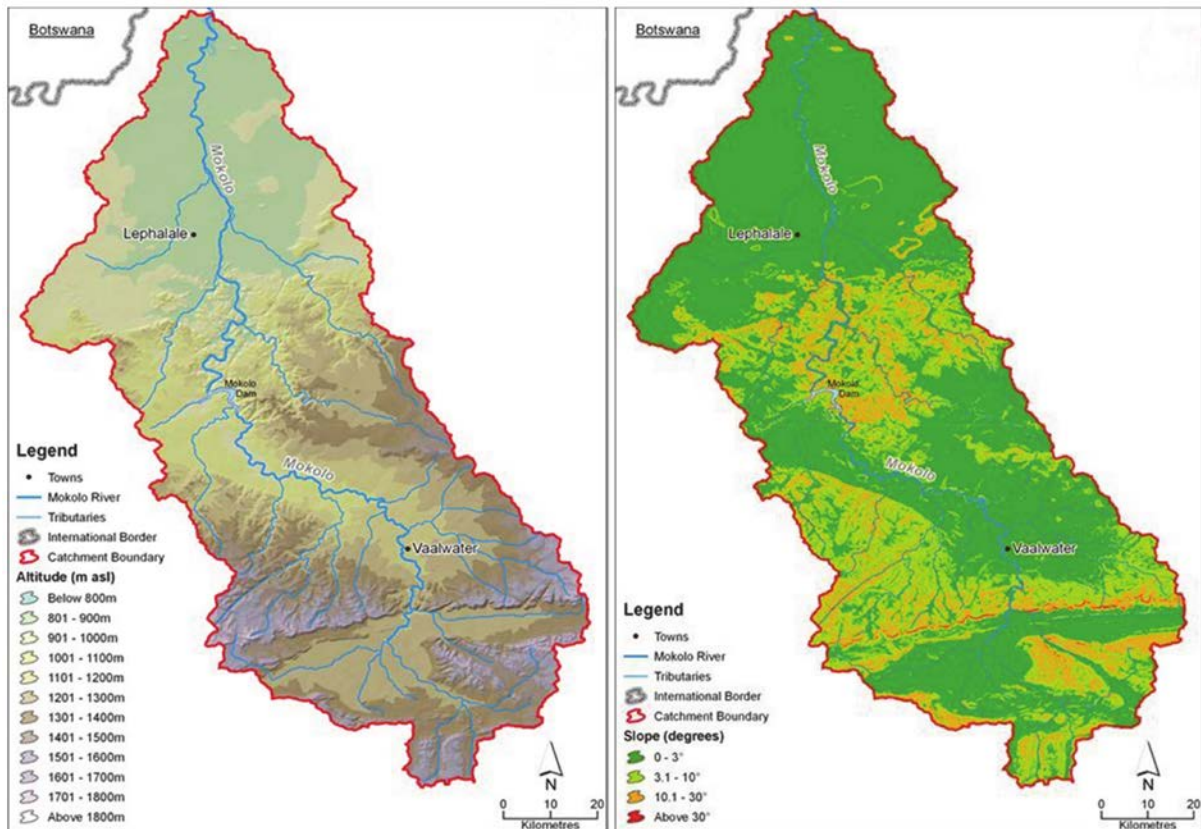 Botswana
Mokolo
Lephalale
Mokolo
Dam
Mokolo
Vaalwater
Legend
Towns
Mokolo River
Tributaries
International Border
Catchment Boundary
Altitude (m asl)
Below 800m
801 - 900m
901 - 1000m
1001 - 1100m
1101 - 1200m
1201 - 1300m
1301 - 1400m
1401 - 1500m
1501 - 1600m
1601 - 1700m
1701 - 1800m
Above 1800m
N
0 10 20
Kilometres
Botswana
Mokolo
Lephalale
Mokolo
Dam
Mokolo
Vaalwater
Legend
Towns
Mokolo River
Tributaries
International Border
Catchment Boundary
Slope (degrees)
0 - 3°
3.1 - 10°
10.1 - 30°
Above 30°
N
0 10 20
Kilometres